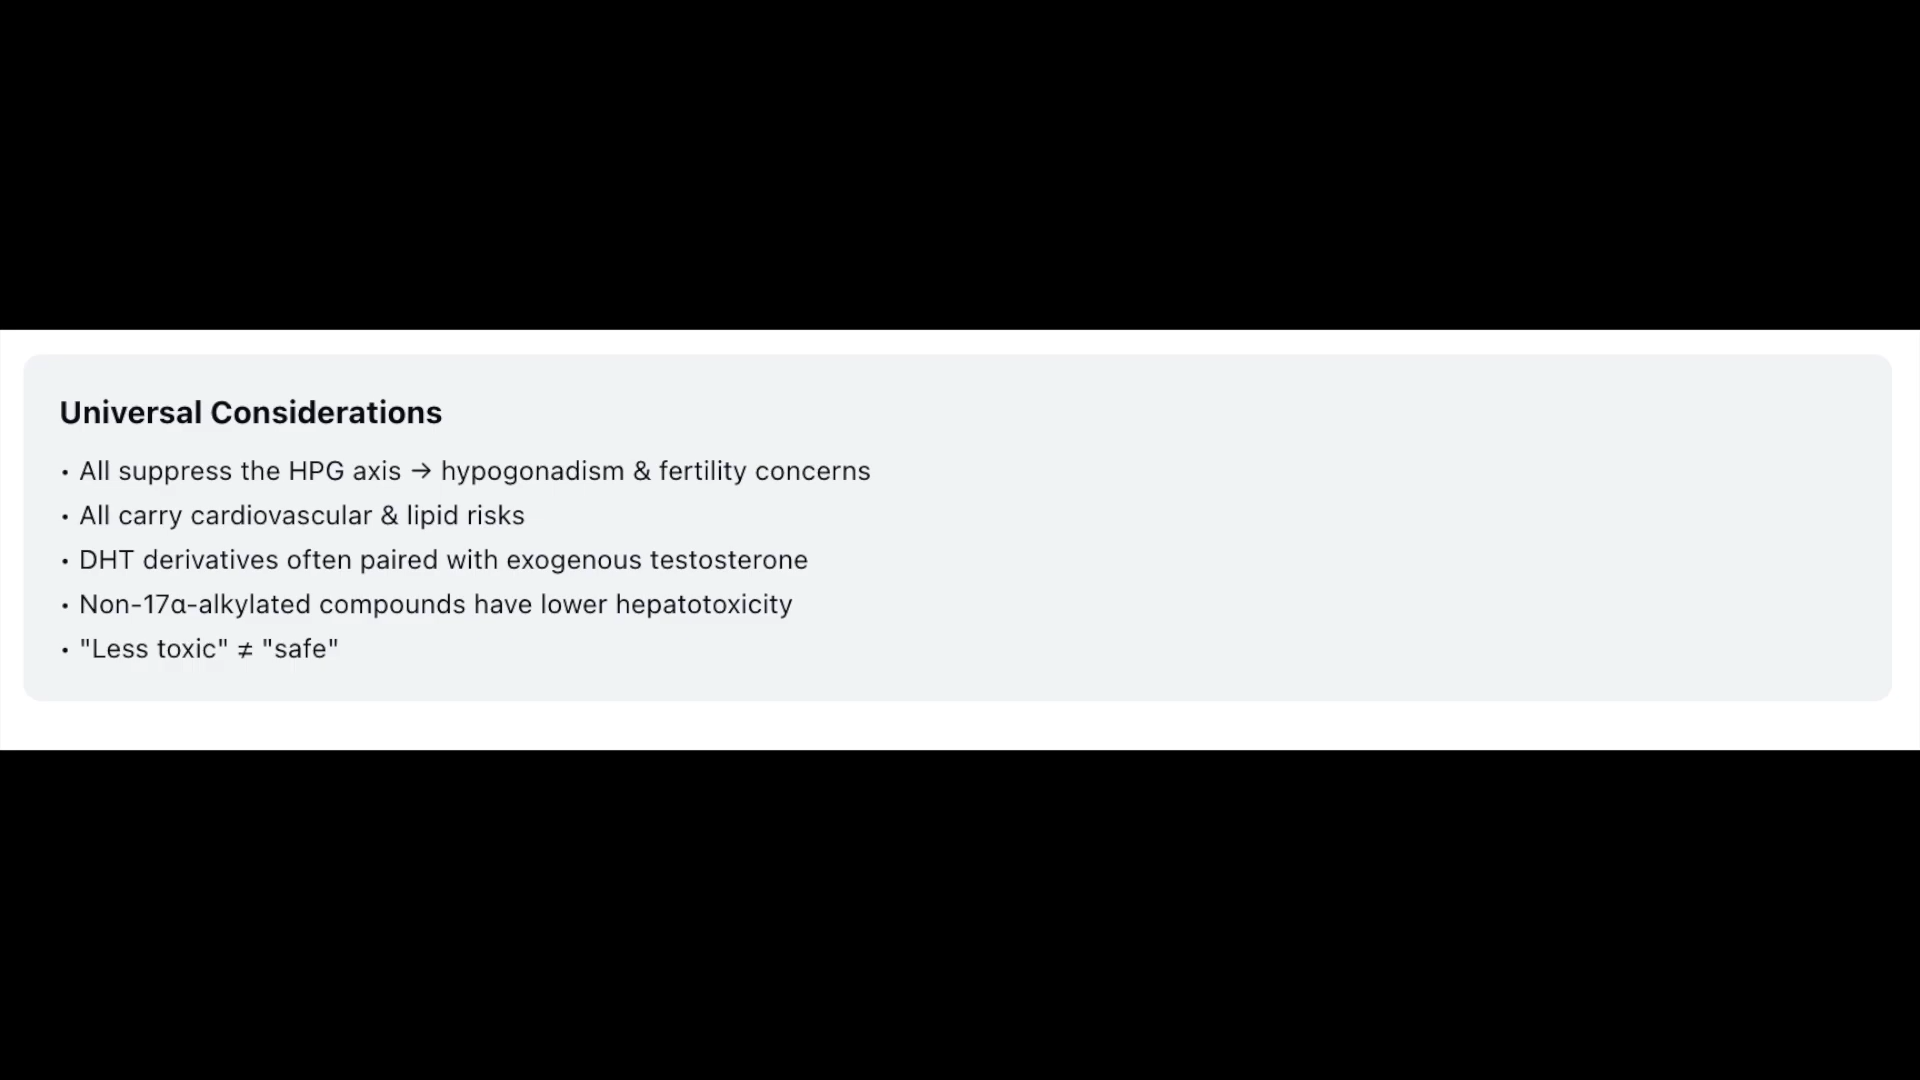 Universal Considerations
• All suppress the HPG axis → hypogonadism & fertility concerns
• All carry cardiovascular & lipid risks
• DHT derivatives often paired with exogenous testosterone
• Non-17α-alkylated compounds have lower hepatotoxicity
• "Less toxic" ≠ "safe"